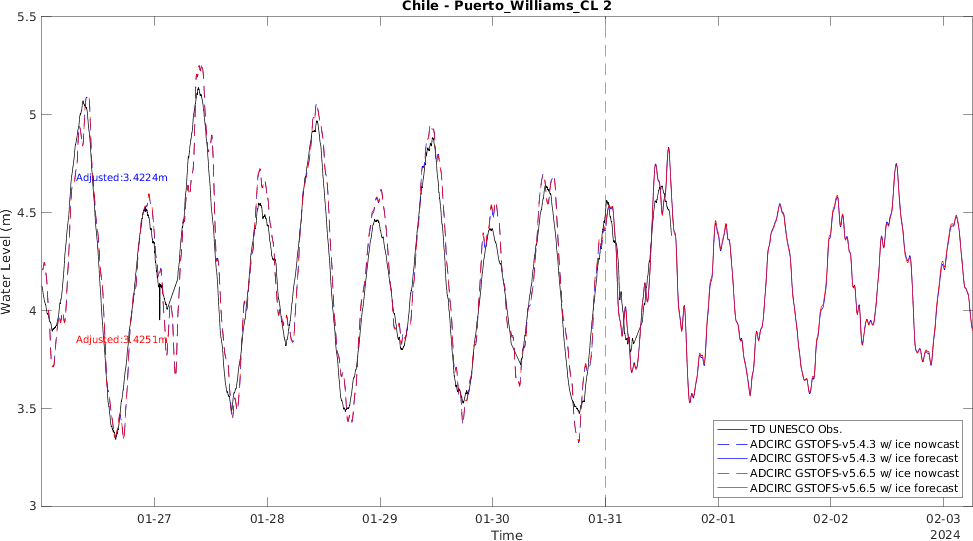 Chile - Puerto_Williams_CL 2
5.5
5
4.5
4
3.5
3
Water Level (m)
Adjusted:3.4224m
Adjusted:3.4251m
TD UNESCO Obs.
ADCIRC GSTOFS-v5.4.3 w/ ice nowcast
ADCIRC GSTOFS-v5.4.3 w/ ice forecast
ADCIRC GSTOFS-v5.6.5 w/ ice nowcast
ADCIRC GSTOFS-v5.6.5 w/ ice forecast
01-27 01-28 01-29 01-30 01-31 02-01 02-02 02-03
Time 2024